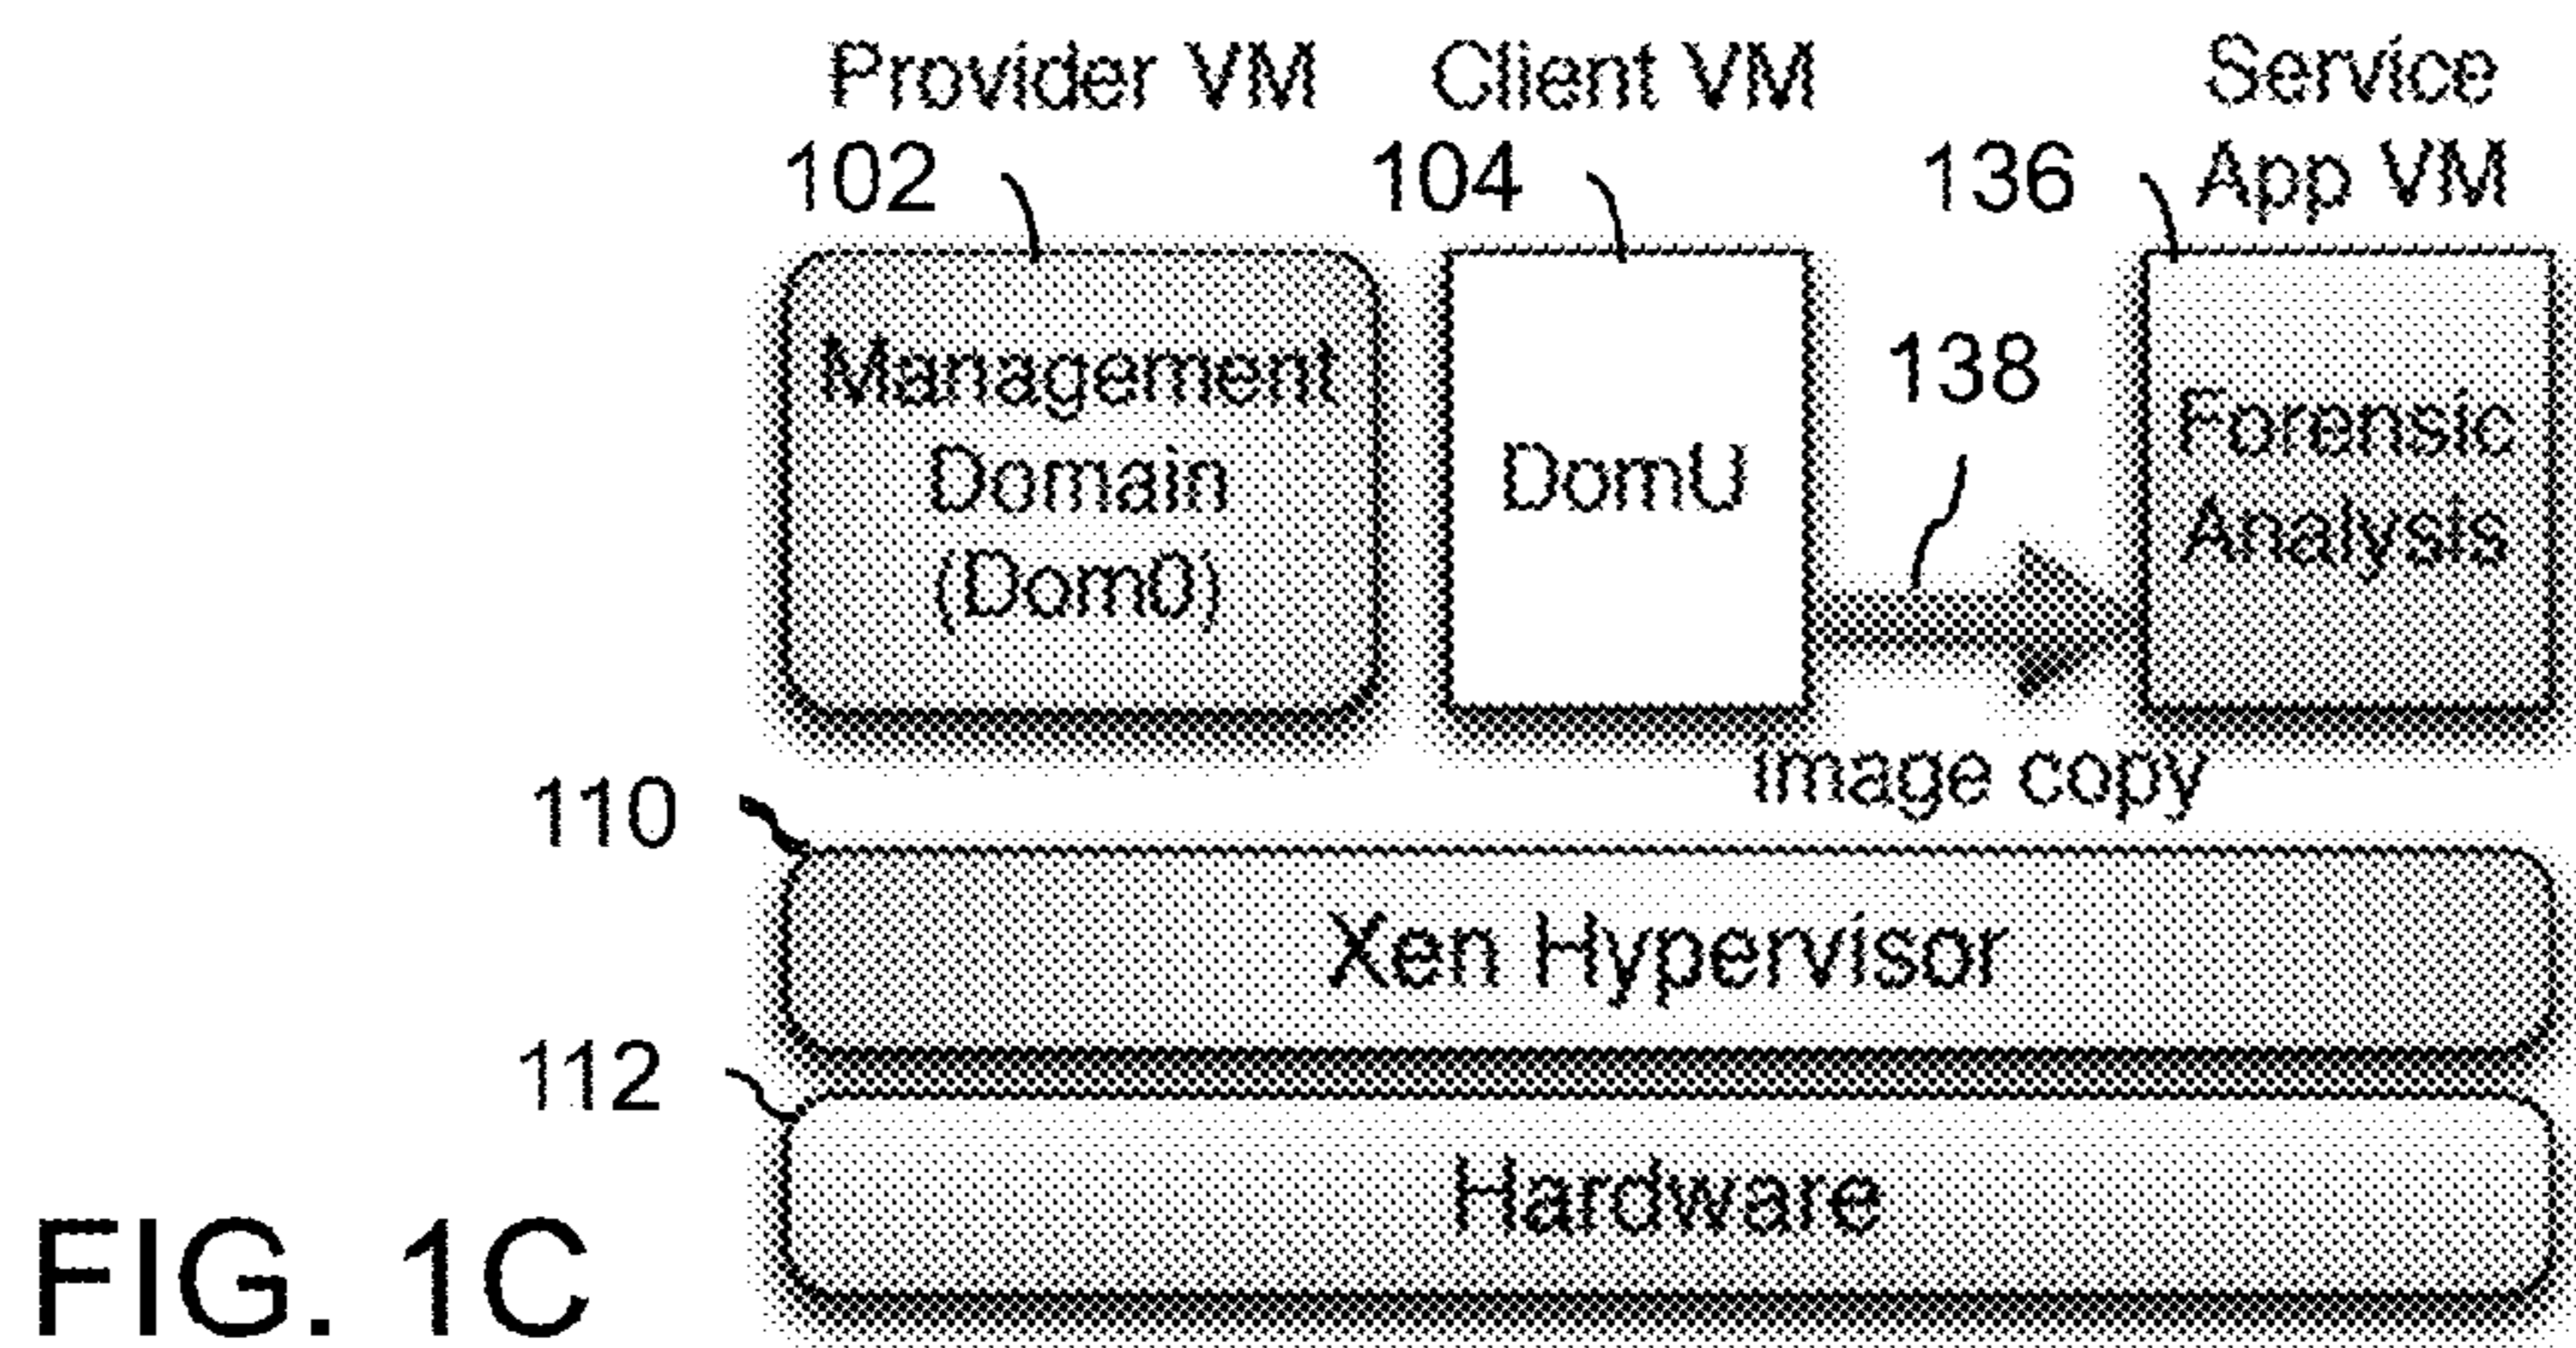 Provider VM
Client VM
Service
App VM
102
104
136
Management
Domain
(Dom0)
DomU
138
Forensic
Analysis
image copy
110
Xen Hypervisor
112
Hardware
FIG. 1C